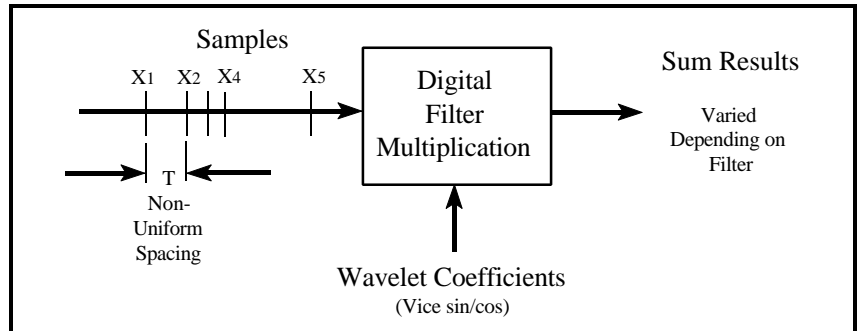 Samples
X1 X2 X4 X5
T
Non-
Uniform
Spacing
Digital
Filter
Multiplication
Wavelet Coefficients
(Vice sin/cos)
Sum Results
Varied
Depending on
Filter